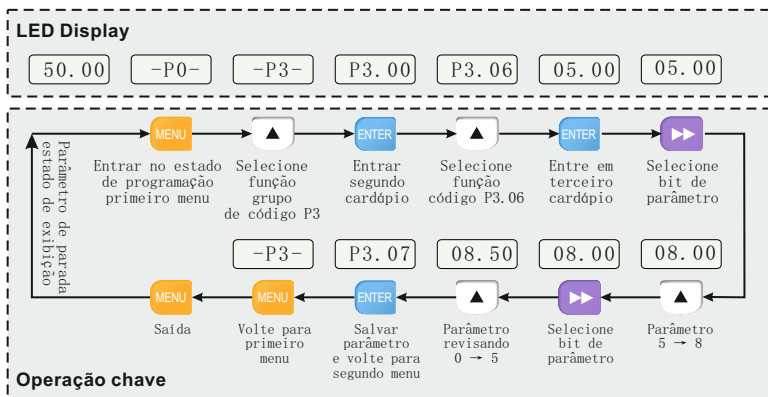 LED Display
50.00 -P0- -P3- P3.00 P3.06 05.00 05.00
Parâmetro de parada
estado de exibição
MENU ENTER ENTER
Entrar no estado
de programação
primeiro menu
Selecione
função
grupo
de código P3
Entrar
segundo
cardápio
Selecione
função
código P3.06
Entre em
terceiro
cardápio
Selecione
bit de
parâmetro
-P3- P3.07 08.50 08.00 08.00
MENU MENU ENTER
Saída
Volte para
primeiro
menu
Salvar
parâmetro
e volte para
segundo menu
Parâmetro
revisando
0 → 5
Selecione
bit de
parâmetro
Parâmetro
5 → 8
Operação chave